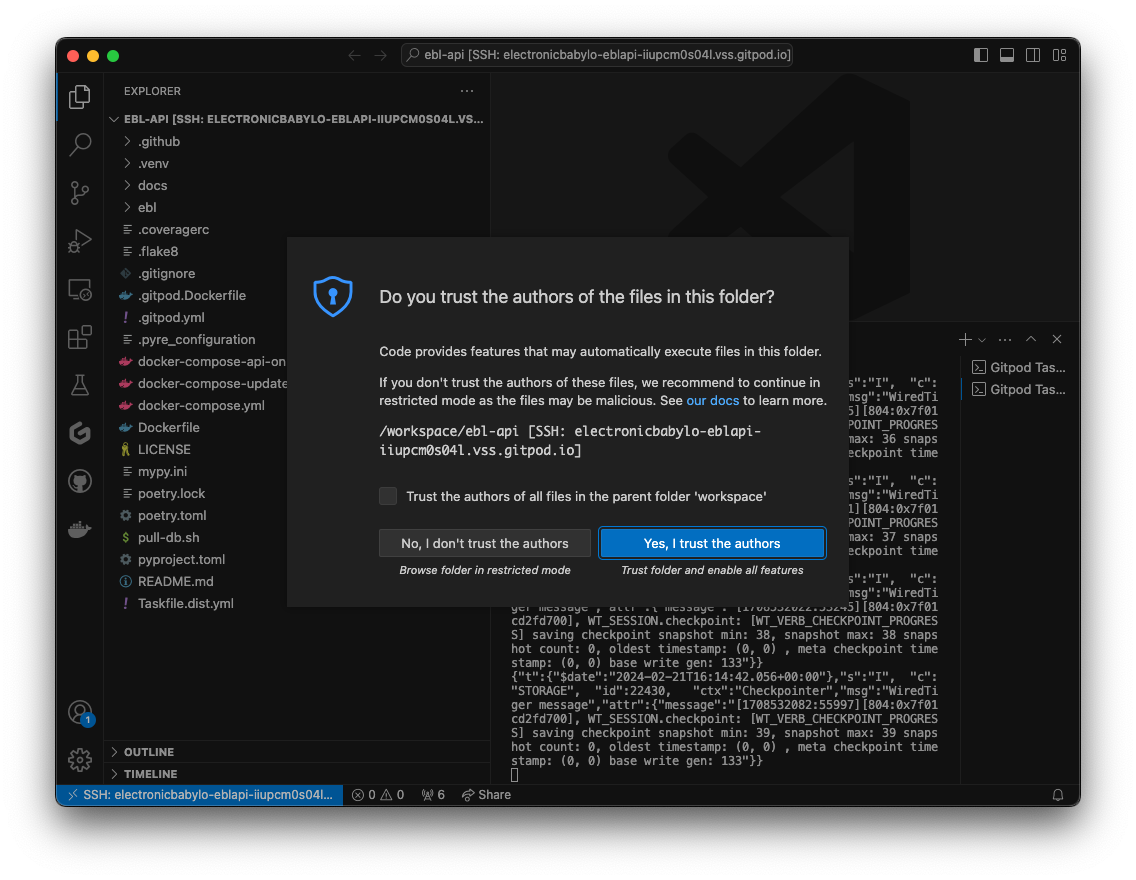 ebl-api [SSH: electronicbabylo-eblapi-iiupcm0s04l.vss.gitpod.io]
EXPLORER
EBL-API [SSH: ELECTRONICBABYLO-EBLAPI-IIUPCM0S04L.VS...
.github
.venv
docs
ebl
.coveragerc
.flake8
.gitignore
.gitpod.Dockerfile
.gitpod.yml
.pyre_configuration
docker-compose-api-on
docker-compose-update
docker-compose.yml
Dockerfile
LICENSE
mypy.ini
poetry.lock
poetry.toml
pull-db.sh
pyproject.toml
README.md
Taskfile.dist.yml
OUTLINE
TIMELINE
1
Do you trust the authors of the files in this folder?
Code provides features that may automatically execute files in this folder.
If you don't trust the authors of these files, we recommend to continue in
restricted mode as the files may be malicious. See our docs to learn more.
/workspace/ebl-api [SSH: electronicbabylo-eblapi-
iiupcm0s04l.vss.gitpod.io]
Trust the authors of all files in the parent folder 'workspace'
No, I don't trust the authors
Yes, I trust the authors
Browse folder in restricted mode
Trust folder and enable all features
Gitpod Tas...
Gitpod Tas...
s":"I",  "c":
msg":"WiredTi
5][804:0x7f01
POINT_PROGRES
max: 36 snaps
eckpoint time
s":"I",  "c":
msg":"WiredTi
1][804:0x7f01
POINT_PROGRES
max: 37 snaps
eckpoint time
s":"I",  "c":
msg":"WiredTi
ger message","attr":{"message":"[1708532022:55245][804:0x7f01
cd2fd700], WT_SESSION.checkpoint: [WT_VERB_CHECKPOINT_PROGRES
S] saving checkpoint snapshot min: 38, snapshot max: 38 snaps
hot count: 0, oldest timestamp: (0, 0) , meta checkpoint time
stamp: (0, 0) base write gen: 133"}}
{"t":{"$date":"2024-02-21T16:14:42.056+00:00"},"s":"I",  "c":
"STORAGE",  "id":22430,   "ctx":"Checkpointer","msg":"WiredTi
ger message","attr":{"message":"[1708532082:55997][804:0x7f01
cd2fd700], WT_SESSION.checkpoint: [WT_VERB_CHECKPOINT_PROGRES
S] saving checkpoint snapshot min: 39, snapshot max: 39 snaps
hot count: 0, oldest timestamp: (0, 0) , meta checkpoint time
stamp: (0, 0) base write gen: 133"}}
SSH: electronicbabylo-eblapi-iiupcm0s04l... 0 0 6 Share